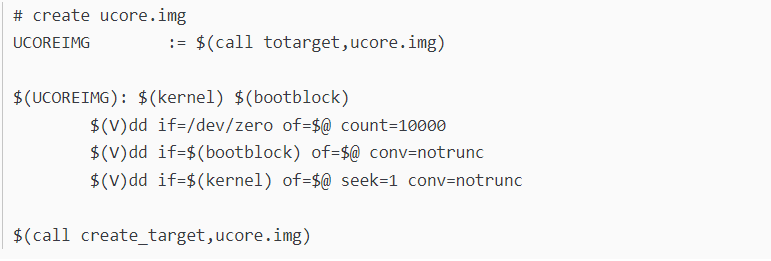 # create ucore.img
UCOREIMG        := $(call totarget,ucore.img)
$(UCOREIMG): $(kernel) $(bootblock)
        $(V)dd if=/dev/zero of=$@ count=10000
        $(V)dd if=$(bootblock) of=$@ conv=notrunc
        $(V)dd if=$(kernel) of=$@ seek=1 conv=notrunc
$(call create_target,ucore.img)